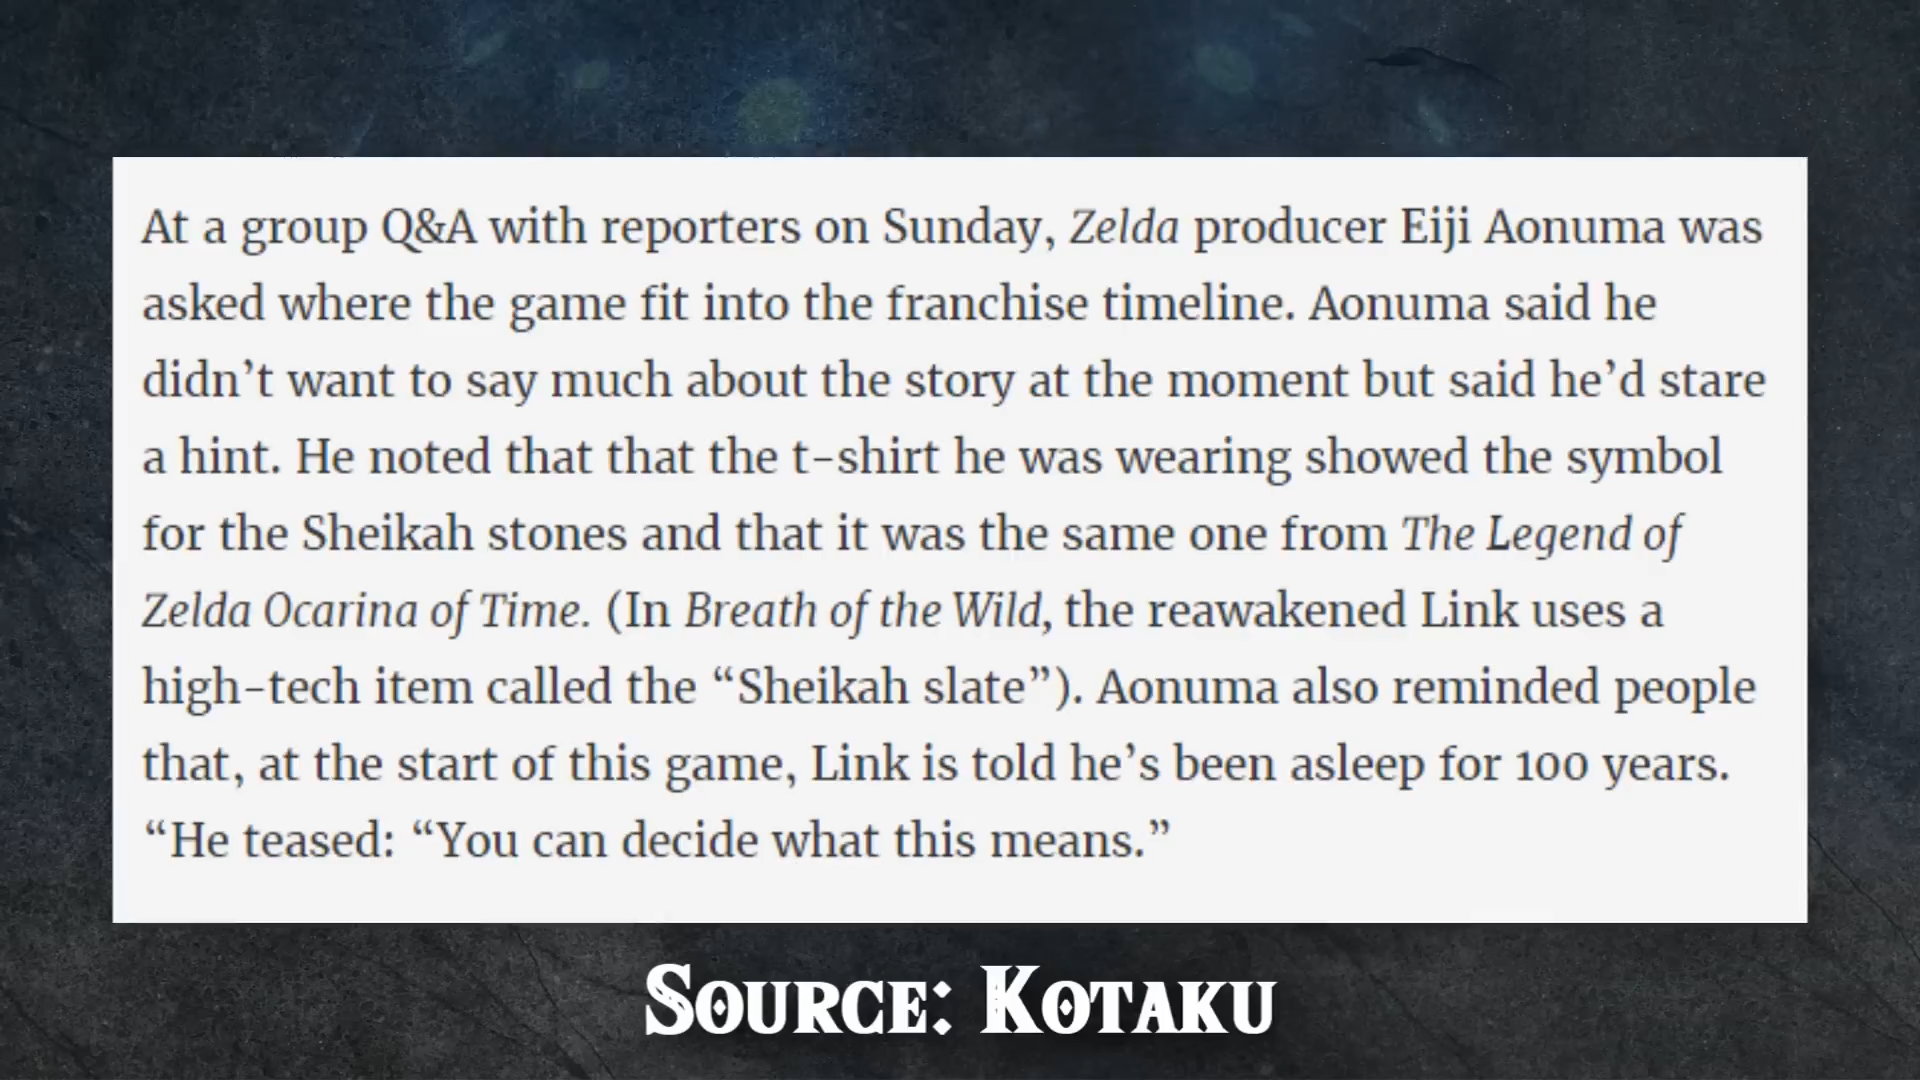 At a group Q&A with reporters on Sunday, Zelda producer Eiji Aonuma was
asked where the game fit into the franchise timeline. Aonuma said he
didn’t want to say much about the story at the moment but said he’d stare
a hint. He noted that that the t-shirt he was wearing showed the symbol
for the Sheikah stones and that it was the same one from The Legend of
Zelda Ocarina of Time. (In Breath of the Wild, the reawakened Link uses a
high-tech item called the “Sheikah slate”). Aonuma also reminded people
that, at the start of this game, Link is told he’s been asleep for 100 years.
“He teased: “You can decide what this means.”
Source: Kotaku